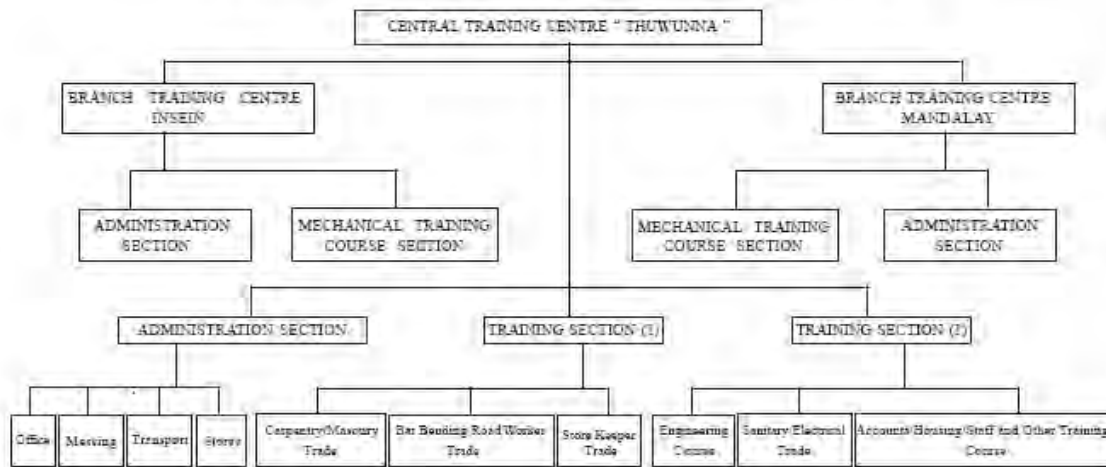 CENTRAL TRAINING CENTRE " THUWUNNA "
BRANCH TRAINING CENTRE
INSEIN
BRANCH TRAINING CENTRE
MANDALAY
ADMINISTRATION
SECTION
MECHANICAL TRAINING
COURSE SECTION
MECHANICAL TRAINING
COURSE SECTION
ADMINISTRATION
SECTION
ADMINISTRATION SECTION
TRAINING SECTION (1)
TRAINING SECTION (2)
Office
Messing
Transport
Stores
Carpentry/Masonry
Trade
Bar Bending/Road Worker
Trade
Store Keeper
Trade
Engineering
Course
Sanitary/Electrical
Trade
Accounts/Housing/Staff and Other Training
Course